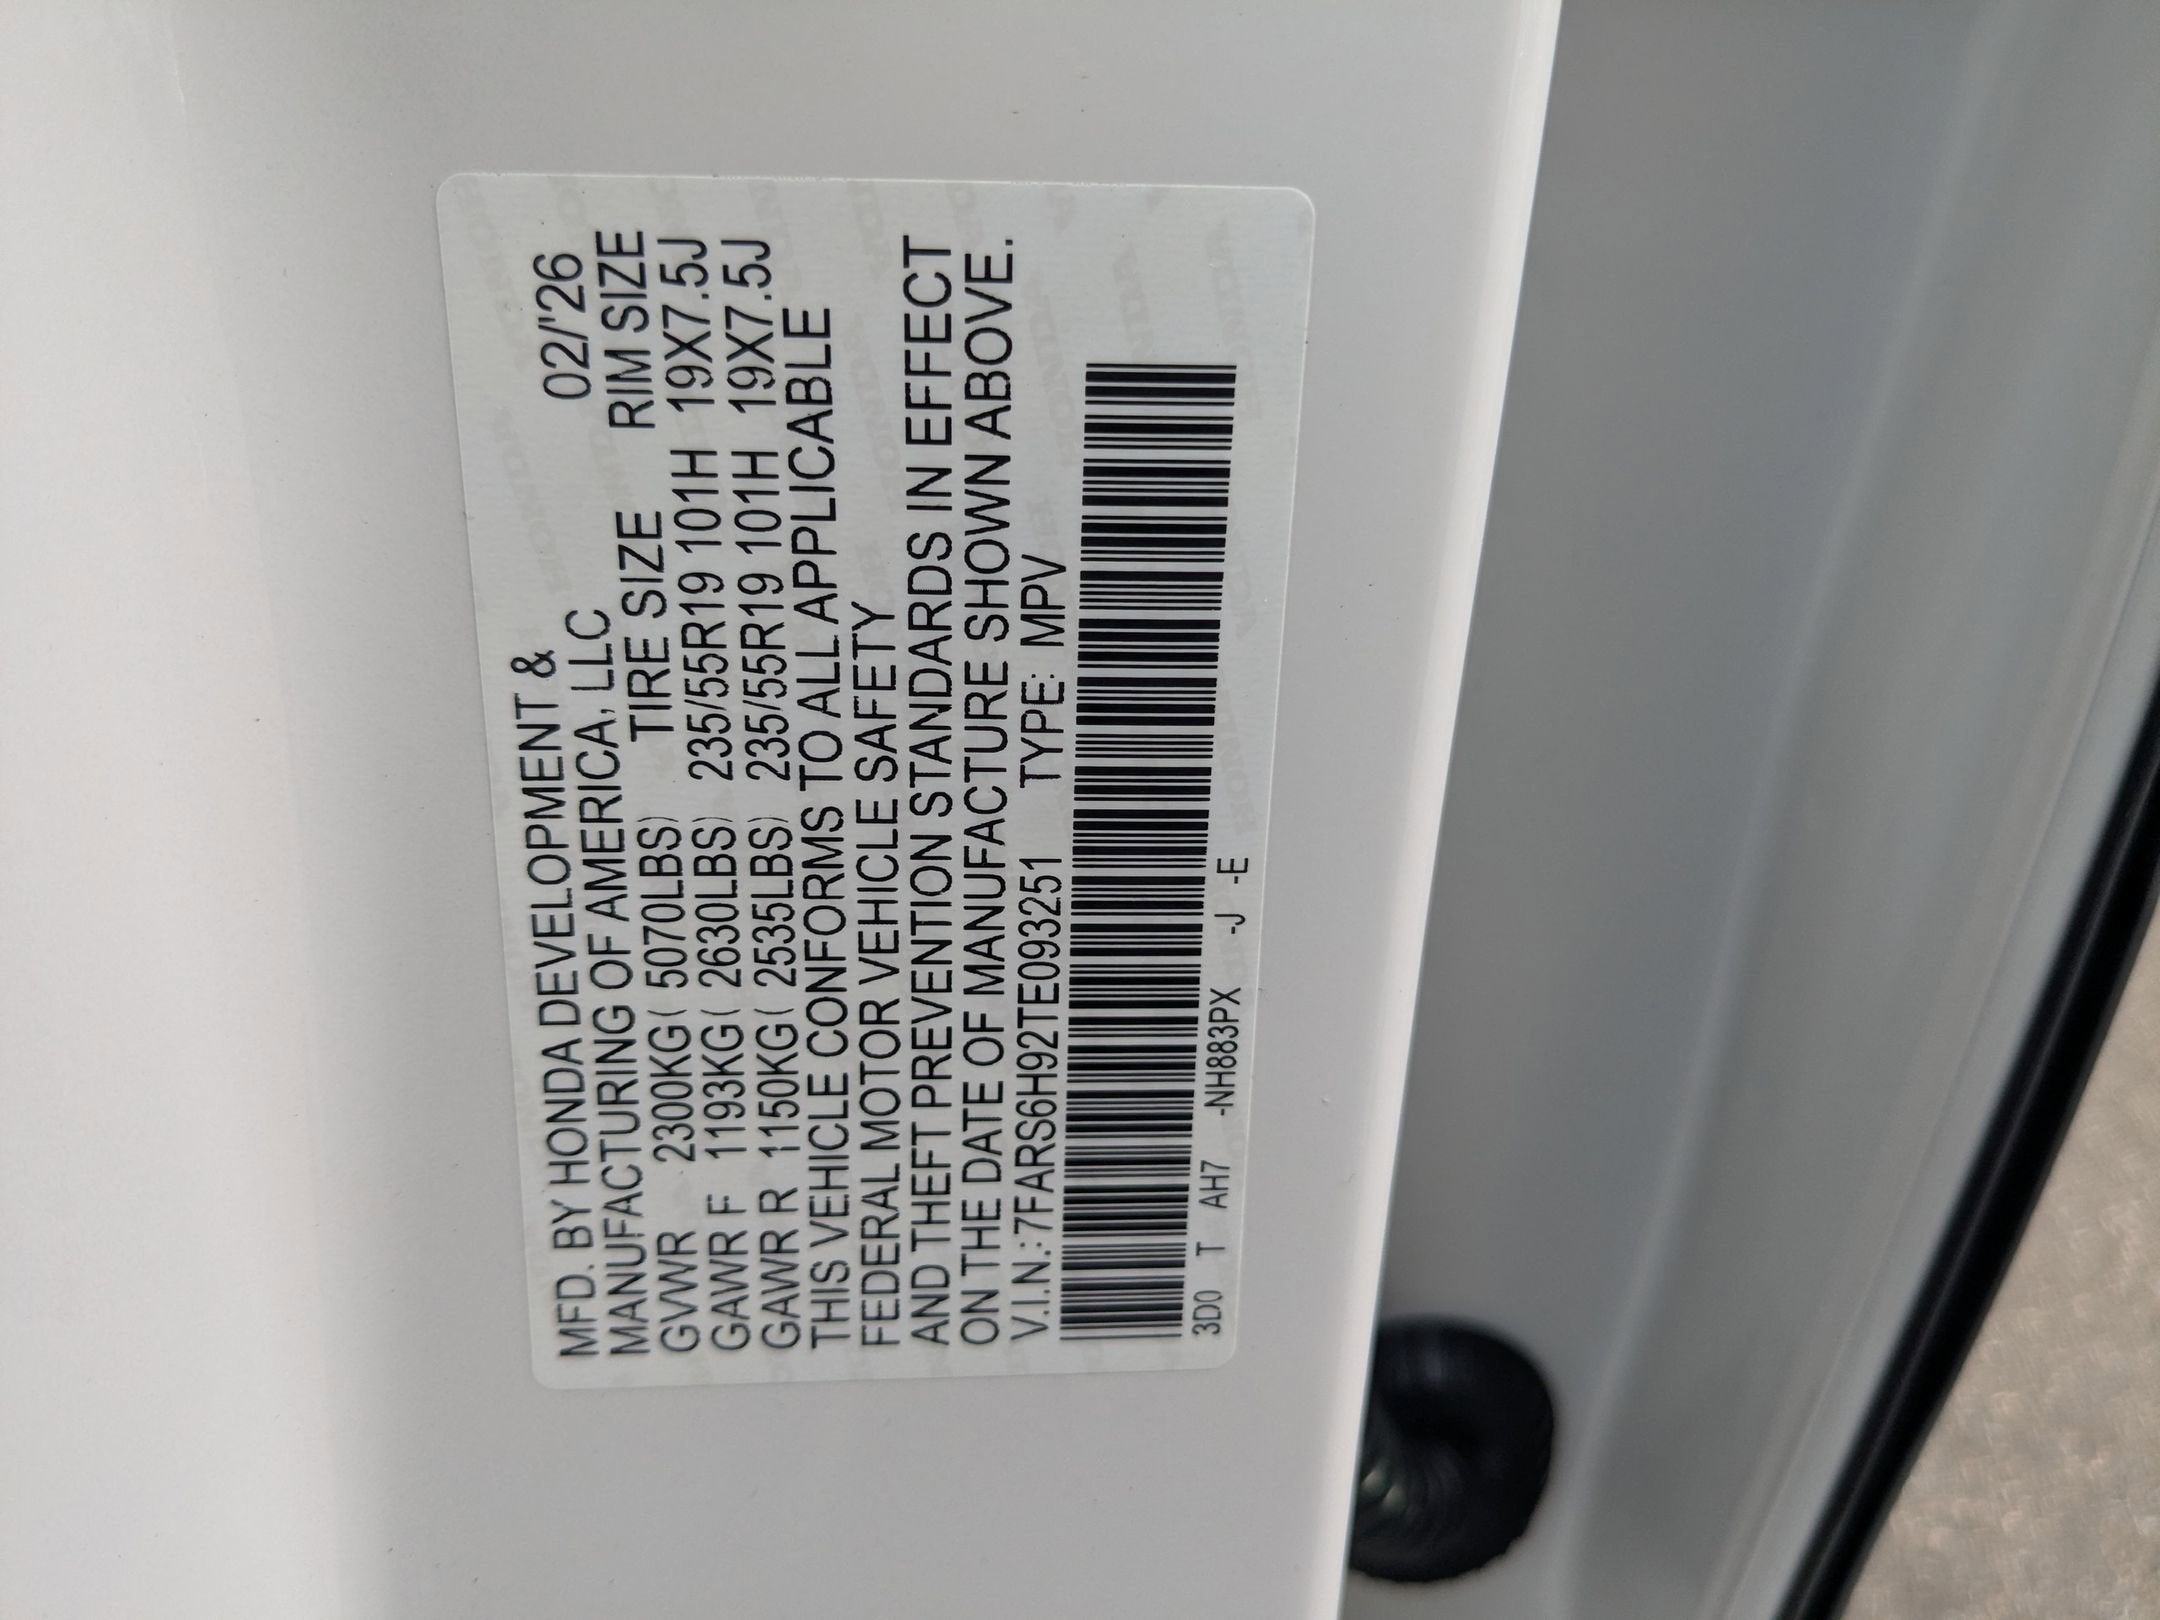 MFD. BY HONDA DEVELOPMENT &
MANUFACTURING OF AMERICA, LLC 02/'26
GVWR 2300KG( 5070LBS) TIRE SIZE RIM SIZE
GAWR F 1193KG( 2630LBS) 235/55R19 101H 19X7.5J
GAWR R 1150KG( 2535LBS) 235/55R19 101H 19X7.5J
THIS VEHICLE CONFORMS TO ALL APPLICABLE
FEDERAL MOTOR VEHICLE SAFETY
AND THEFT PREVENTION STANDARDS IN EFFECT
ON THE DATE OF MANUFACTURE SHOWN ABOVE.
V.I.N.:7FARS6H92TE093251 TYPE: MPV
3D0 T AH7 -NH883PX -J -E